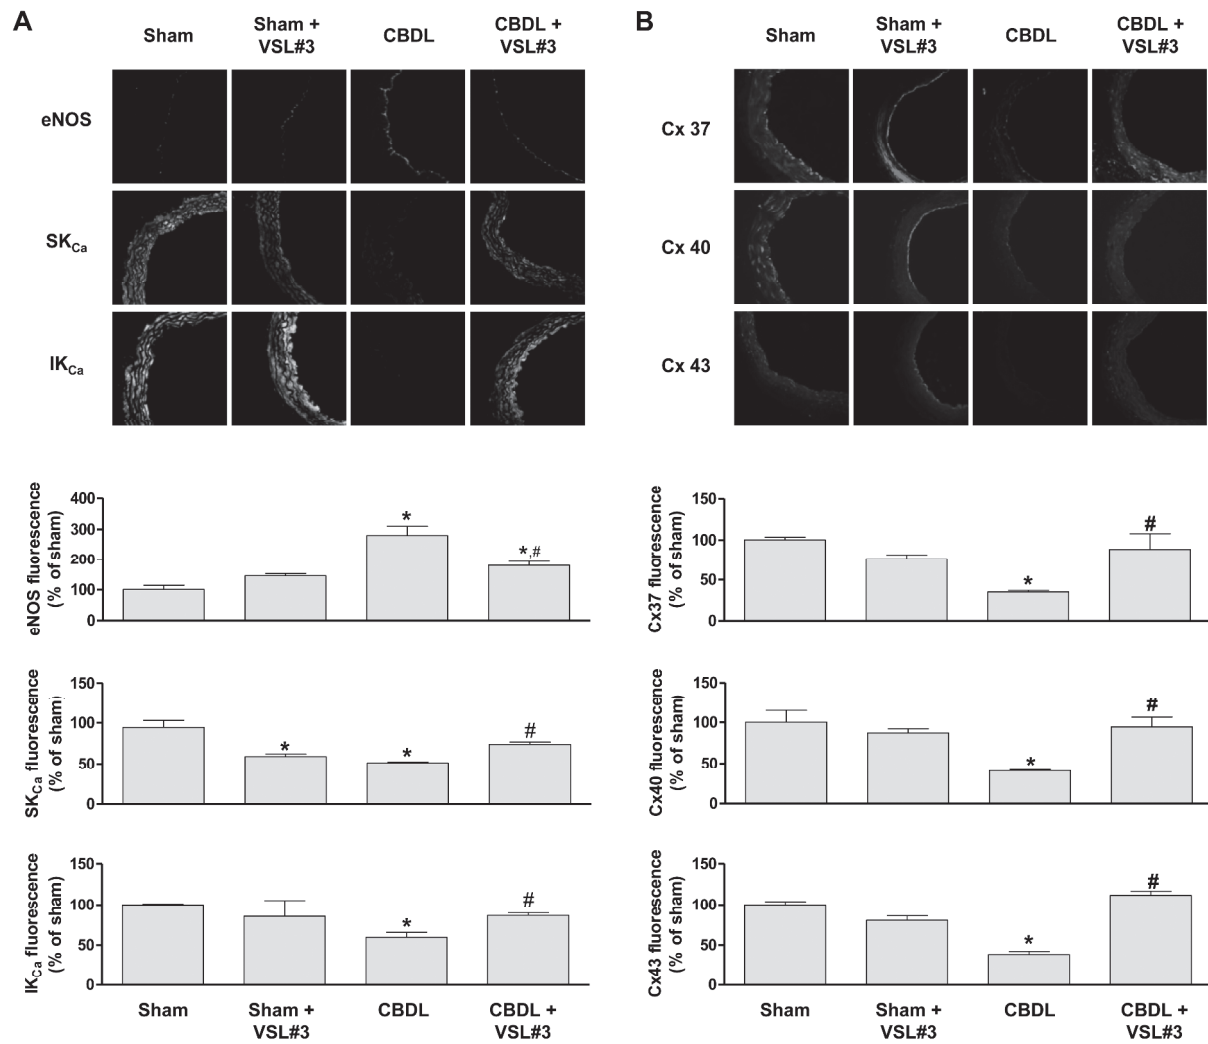 A
Sham
Sham +
VSL#3
CBDL
CBDL +
VSL#3
eNOS
SKCa
IKCa
B
Sham
Sham +
VSL#3
CBDL
CBDL +
VSL#3
Cx 37
Cx 40
Cx 43
eNOS fluorescence
(% of sham)
400
300
200
100
0
*
*,#
SKCa fluorescence
(% of sham)
150
100
50
0
*
*
#
IKCa fluorescence
(% of sham)
150
100
50
0
*
#
Sham
Sham +
VSL#3
CBDL
CBDL +
VSL#3
Cx37 fluorescence
(% of sham)
150
100
50
0
*
#
Cx40 fluorescence
(% of sham)
150
100
50
0
*
#
Cx43 fluorescence
(% of sham)
150
100
50
0
*
#
Sham
Sham +
VSL#3
CBDL
CBDL +
VSL#3